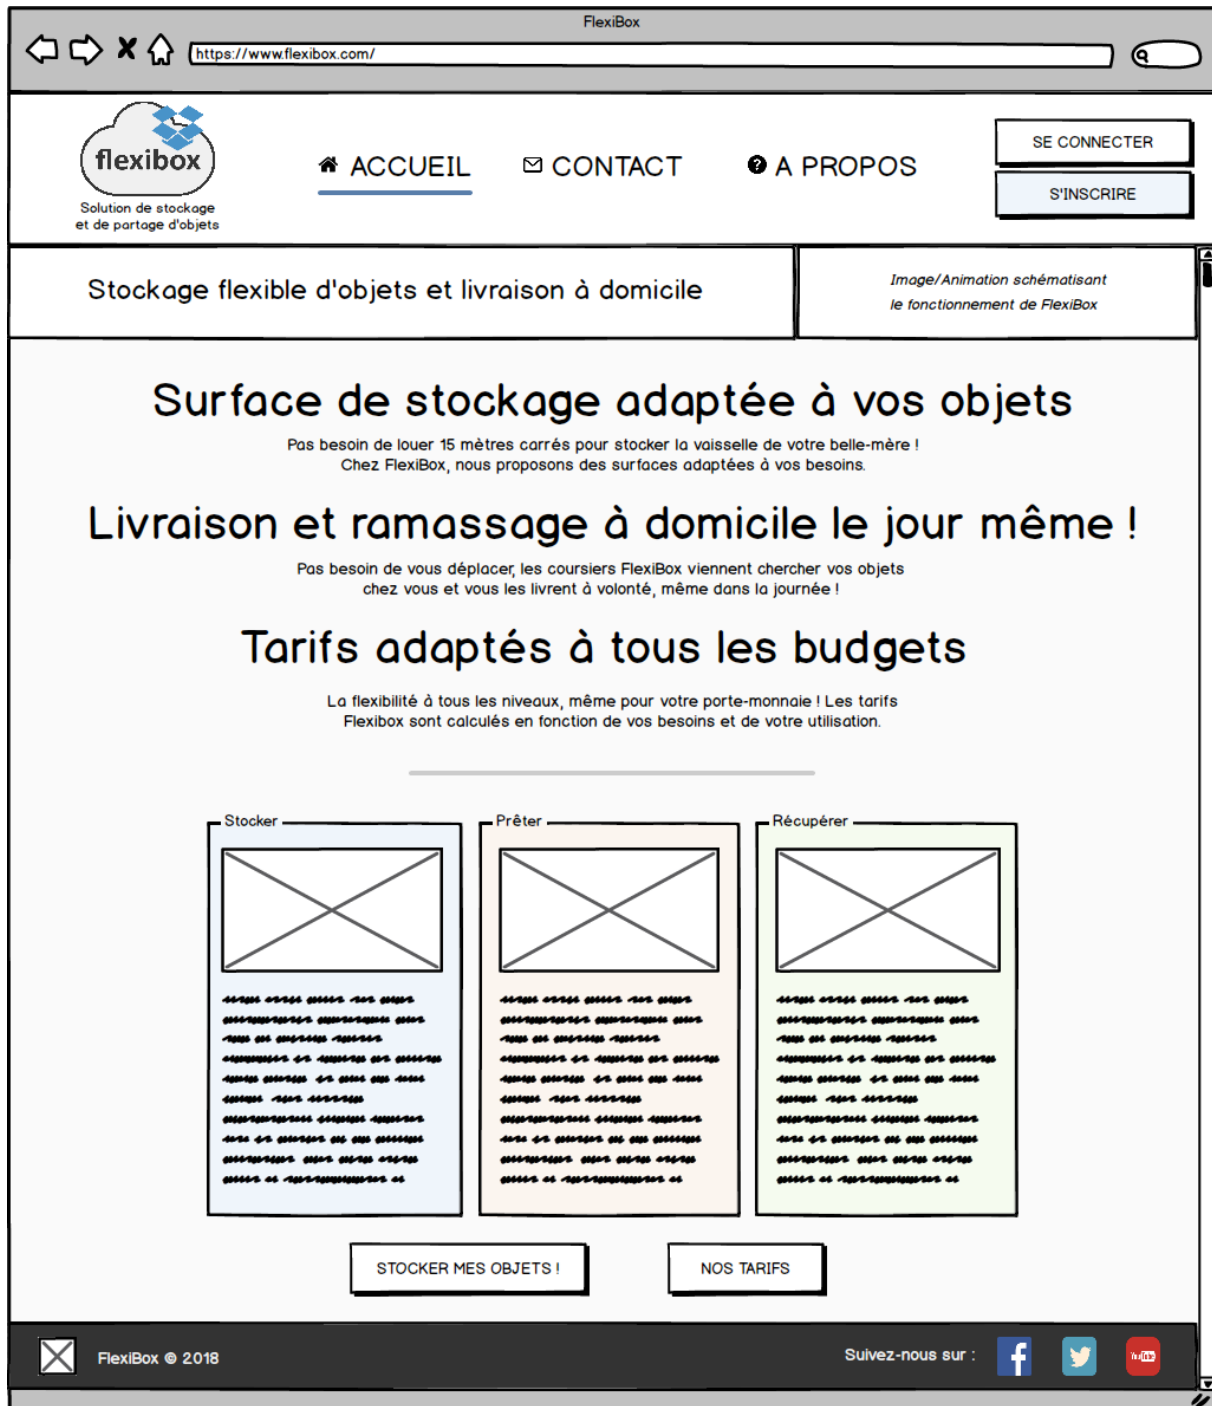 FlexiBox
https://www.flexibox.com/
flexibox
Solution de stockage
et de partage d'objets
ACCUEIL
CONTACT
A PROPOS
SE CONNECTER
S'INSCRIRE
Stockage flexible d'objets et livraison à domicile
Image/Animation schématisant
le fonctionnement de FlexiBox
Surface de stockage adaptée à vos objets
Pas besoin de louer 15 mètres carrés pour stocker la vaisselle de votre belle-mère !
Chez FlexiBox, nous proposons des surfaces adaptées à vos besoins.
Livraison et ramassage à domicile le jour même !
Pas besoin de vous déplacer, les coursiers FlexiBox viennent chercher vos objets
chez vous et vous les livrent à volonté, même dans la journée !
Tarifs adaptés à tous les budgets
La flexibilité à tous les niveaux, même pour votre porte-monnaie ! Les tarifs
Flexibox sont calculés en fonction de vos besoins et de votre utilisation.
Stocker
Prêter
Récupérer
STOCKER MES OBJETS !
NOS TARIFS
FlexiBox © 2018
Suivez-nous sur :
YouTube